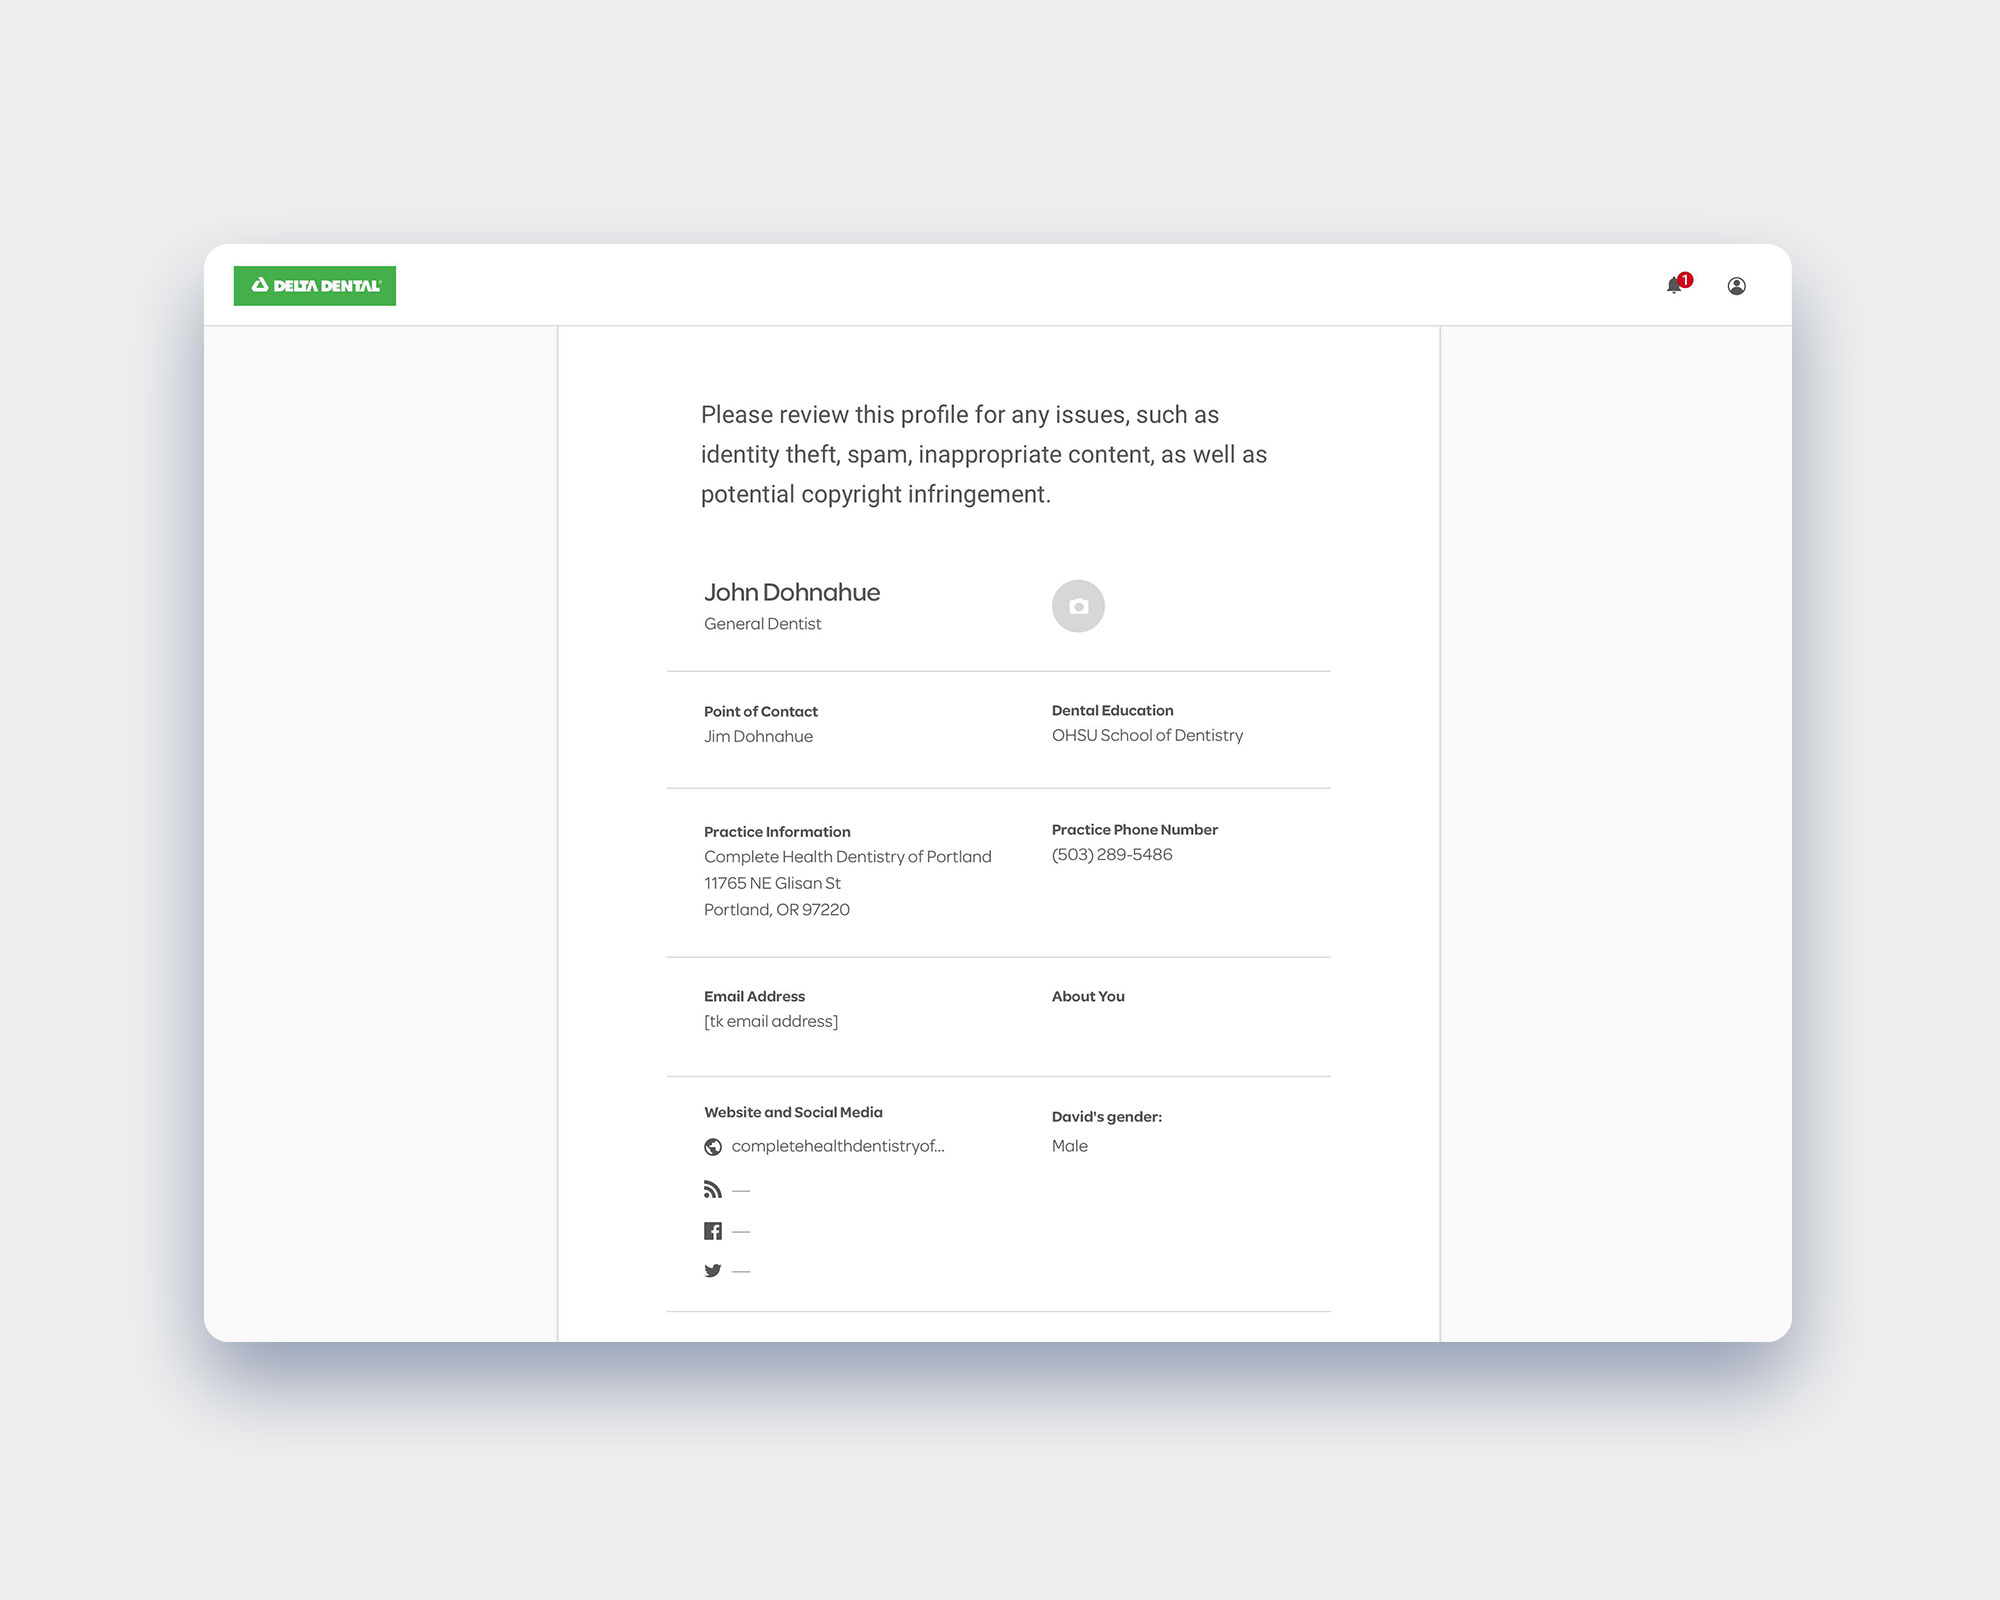 DELTA DENTAL
1
Please review this profile for any issues, such as
identity theft, spam, inappropriate content, as well as
potential copyright infringement.
John Dohnahue
General Dentist
Point of Contact
Jim Dohnahue
Dental Education
OHSU School of Dentistry
Practice Information
Complete Health Dentistry of Portland
11765 NE Glisan St
Portland, OR 97220
Practice Phone Number
(503) 289-5486
Email Address
[tk email address]
About You
Website and Social Media
completehealthdentistryof...
—
—
—
David's gender:
Male